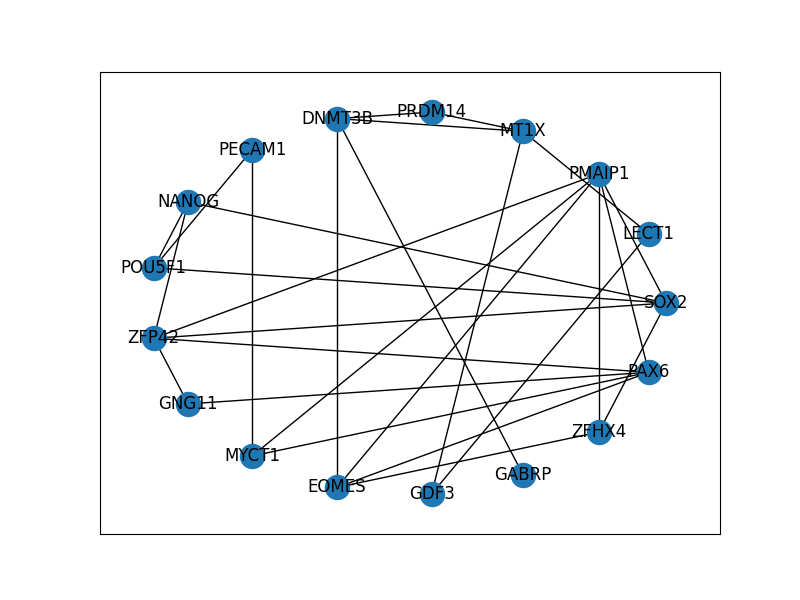 PRDM14
DNMT3B
MT1X
PECAM1
PMAIP1
NANOG
LECT1
POU5F1
SOX2
ZFP42
PAX6
GNG11
ZFHX4
MYCT1
GABRP
EOMES
GDF3